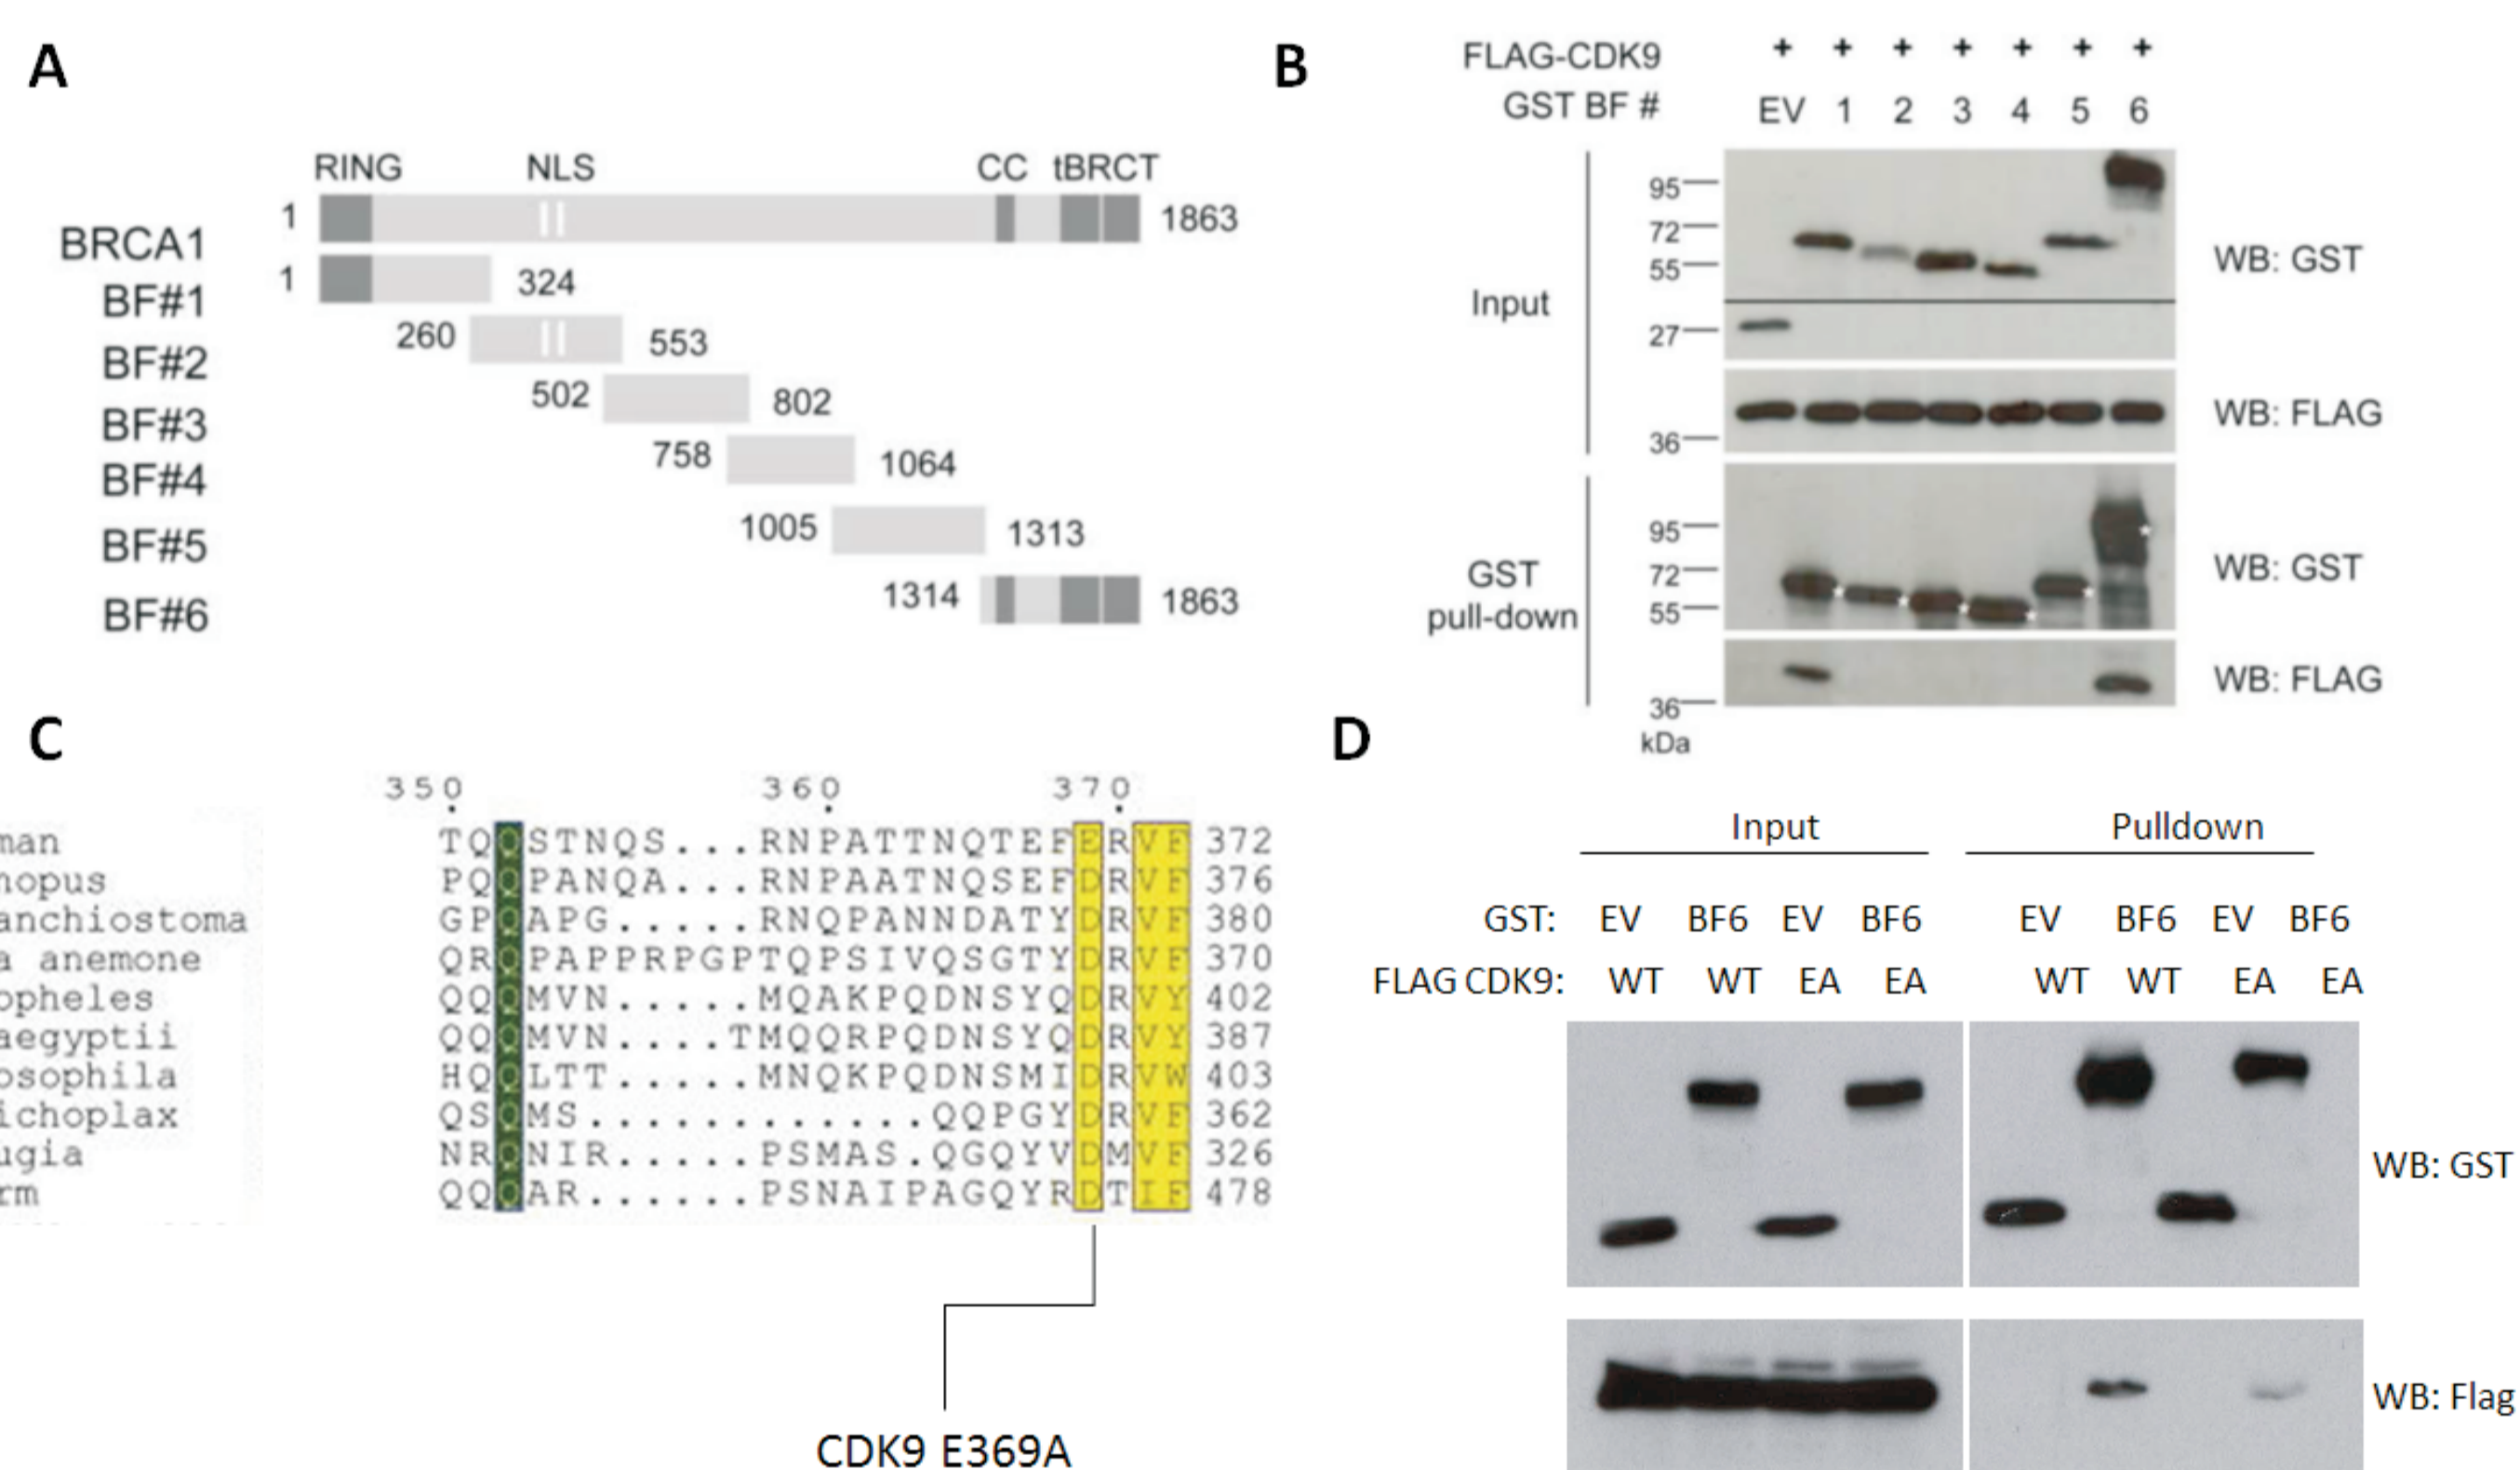 A
RING NLS CC tBRCT
BRCA1 1 1863
BF#1 1 324
BF#2 260 553
BF#3 502 802
BF#4 758 1064
BF#5 1005 1313
BF#6 1314 1863
B
FLAG-CDK9 + + + + + + +
GST BF # EV 1 2 3 4 5 6
Input
95
72
55
27
WB: GST
36
WB: FLAG
GST
pull-down
95
72
55
WB: GST
36
WB: FLAG
kDa
C
350 360 370
man TQQSTNQS...RNPATTNQTEFERVF 372
nopus PQQPANQA...RNPAATNQSEFDRVF 376
anchiostoma GPQAPG.....RNQPANNDATYDRVF 380
a anemone QRQPAPPRPGPTQPSIVQSGTYDRVF 370
opheles QQQMVN.....MQAKPQDNSYQDRVY 402
aegyptii QQQMVN....TMQQRPQDNSYQDRVY 387
osophila HQQLTT.....MNQKPQDNSMIDRVW 403
ichoplax QSQMS............QQPGYDRVF 362
ugia NRQNIR.....PSMAS.QGQYVDMVF 326
rm QQQAR......PSNAIPAGQYRDTIF 478
CDK9 E369A
D
Input Pulldown
GST: EV BF6 EV BF6 EV BF6 EV BF6
FLAG CDK9: WT WT EA EA WT WT EA EA
WB: GST
WB: Flag